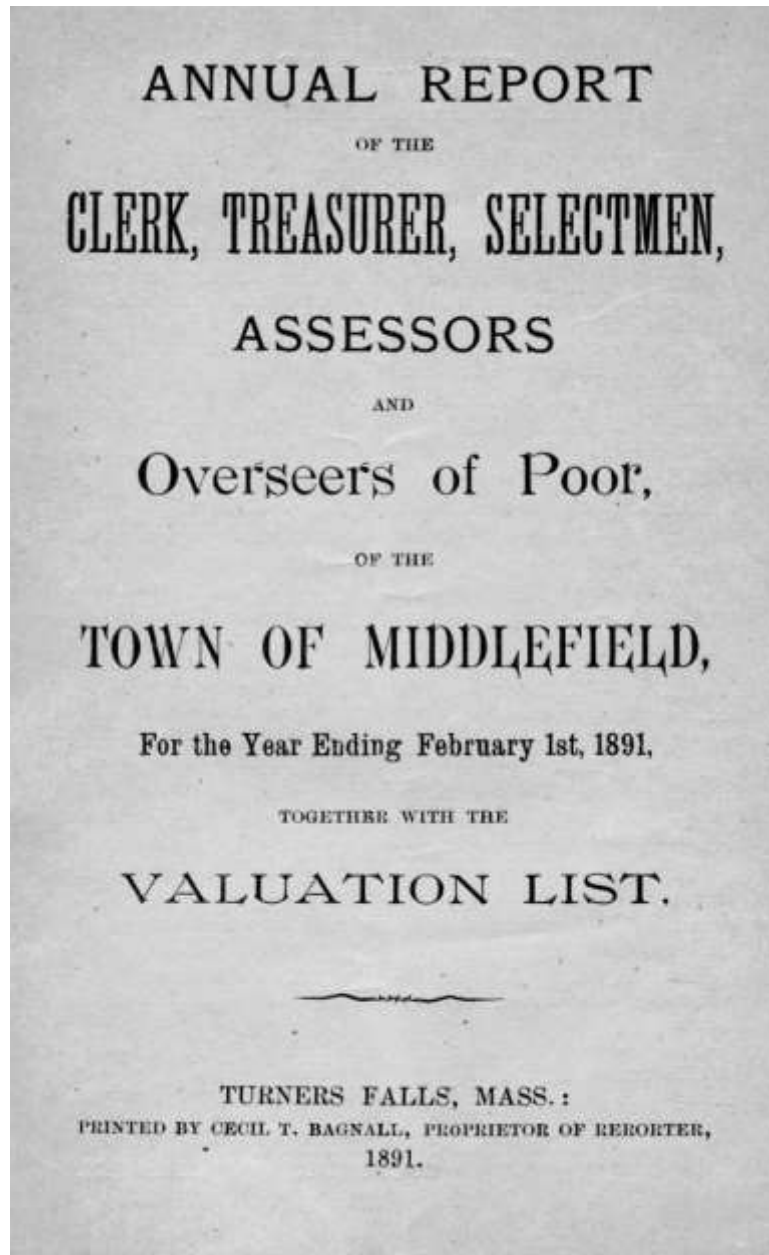 ANNUAL REPORT
OF THE
CLERK, TREASURER, SELECTMEN,
ASSESSORS
AND
Overseers of Poor,
OF THE
TOWN OF MIDDLEFIELD,
For the Year Ending February 1st, 1891,
TOGETHER WITH THE
VALUATION LIST.
TURNERS FALLS, MASS.:
PRINTED BY CECIL T. BAGNALL, PROPRIETOR OF RERORTER,
1891.